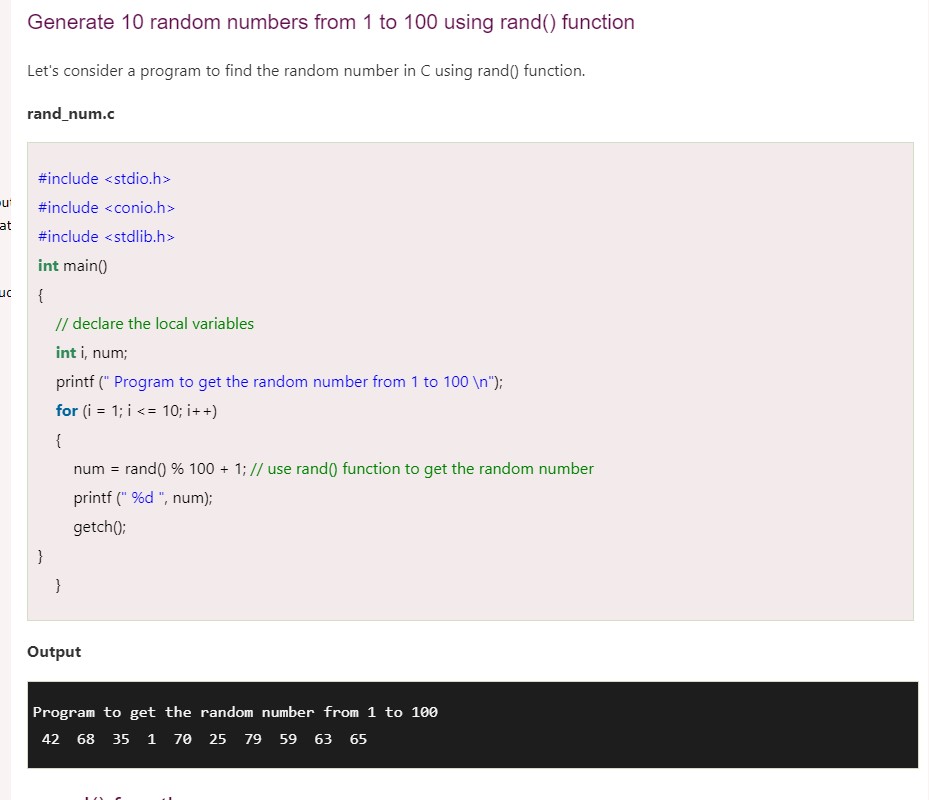 Generate 10 random numbers from 1 to 100 using rand() function
Let's consider a program to find the random number in C using rand() function.
rand_num.c
#include <stdio.h>
#include <conio.h>
#include <stdlib.h>
int main()
{
// declare the local variables
int i, num;
printf (" Program to get the random number from 1 to 100 \n");
for (i = 1; i <= 10; i++)
{
num = rand() % 100 + 1; // use rand() function to get the random number
printf (" %d ", num);
getch();
}
}
Output
Program to get the random number from 1 to 100
42 68 35 1 70 25 79 59 63 65